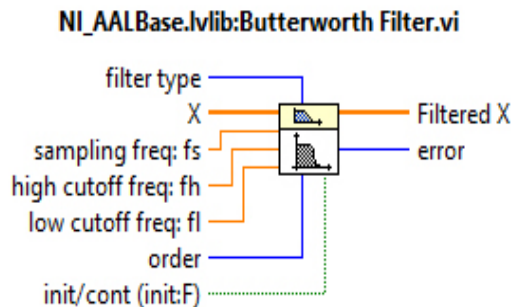 NI_AALBase.lvlib:Butterworth Filter.vi
filter type
X
Filtered X
sampling freq: fs
error
high cutoff freq: fh
low cutoff freq: fl
order
init/cont (init:F)